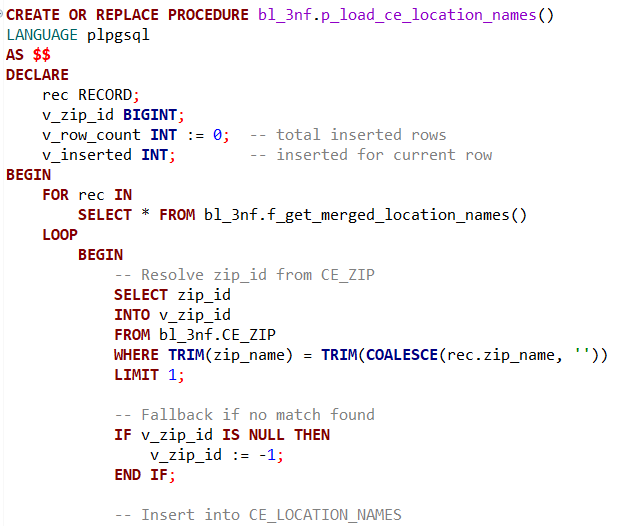 CREATE OR REPLACE PROCEDURE bl_3nf.p_load_ce_location_names()
LANGUAGE plpgsql
AS $$
DECLARE
    rec RECORD;
    v_zip_id BIGINT;
    v_row_count INT := 0;  -- total inserted rows
    v_inserted INT;        -- inserted for current row
BEGIN
    FOR rec IN
        SELECT * FROM bl_3nf.f_get_merged_location_names()
    LOOP
        BEGIN
            -- Resolve zip_id from CE_ZIP
            SELECT zip_id
            INTO v_zip_id
            FROM bl_3nf.CE_ZIP
            WHERE TRIM(zip_name) = TRIM(COALESCE(rec.zip_name, ''))
            LIMIT 1;

            -- Fallback if no match found
            IF v_zip_id IS NULL THEN
                v_zip_id := -1;
            END IF;

            -- Insert into CE_LOCATION_NAMES